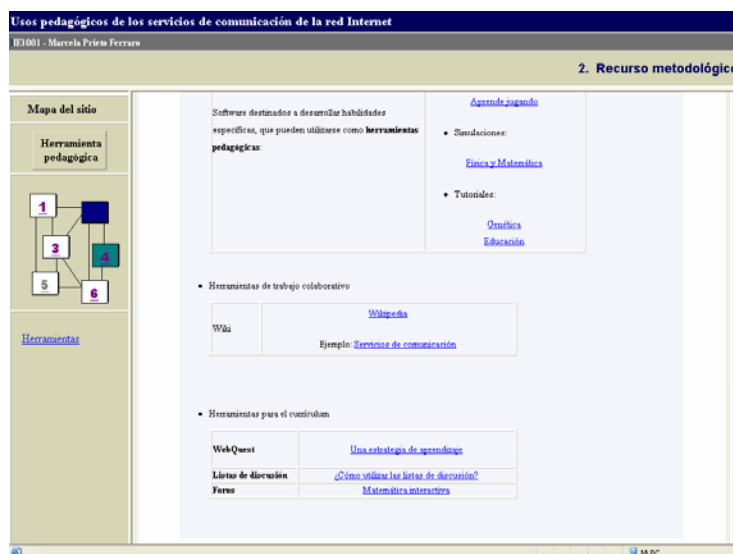 Usos pedagógicos de los servicios de comunicación de la red Internet
IE1001 - Marcela Prieto Ferraro
2. Recurso metodológic
Mapa del sitio
Herramienta
pedagógica
1
3
4
5
6
Herramientas
Software destinados a desarrollar habilidades
específicas, que pueden utilizarse como herramientas
pedagógicas:
Aprende jugando
• Simulaciones:
Física y Matemática
• Tutoriales:
Genética
Educación
• Herramientas de trabajo colaborativo
Wiki
Wikipedia
Ejemplo: Servicios de comunicación
• Herramientas para el currículum
WebQuest
Una estrategia de aprendizaje
Listas de discusión
¿Cómo utilizar las listas de discusión?
Foros
Matemática interactiva
Mi PC